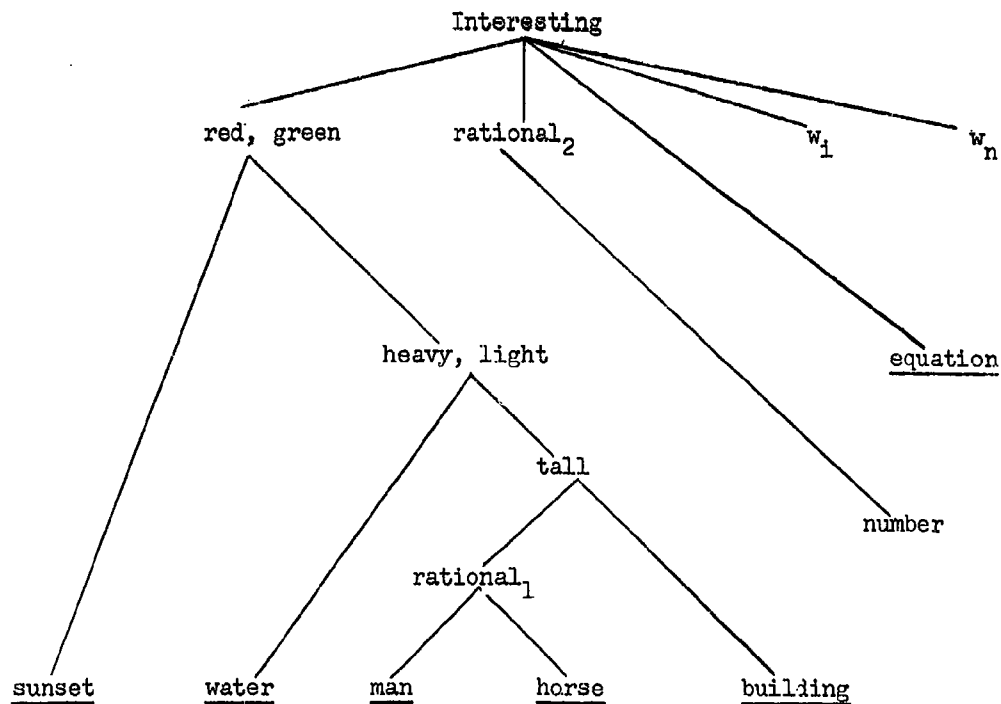 Interesting
red, green rational₂ wᵢ wₙ
heavy, light equation
tall
number
rational₁
sunset water man horse building